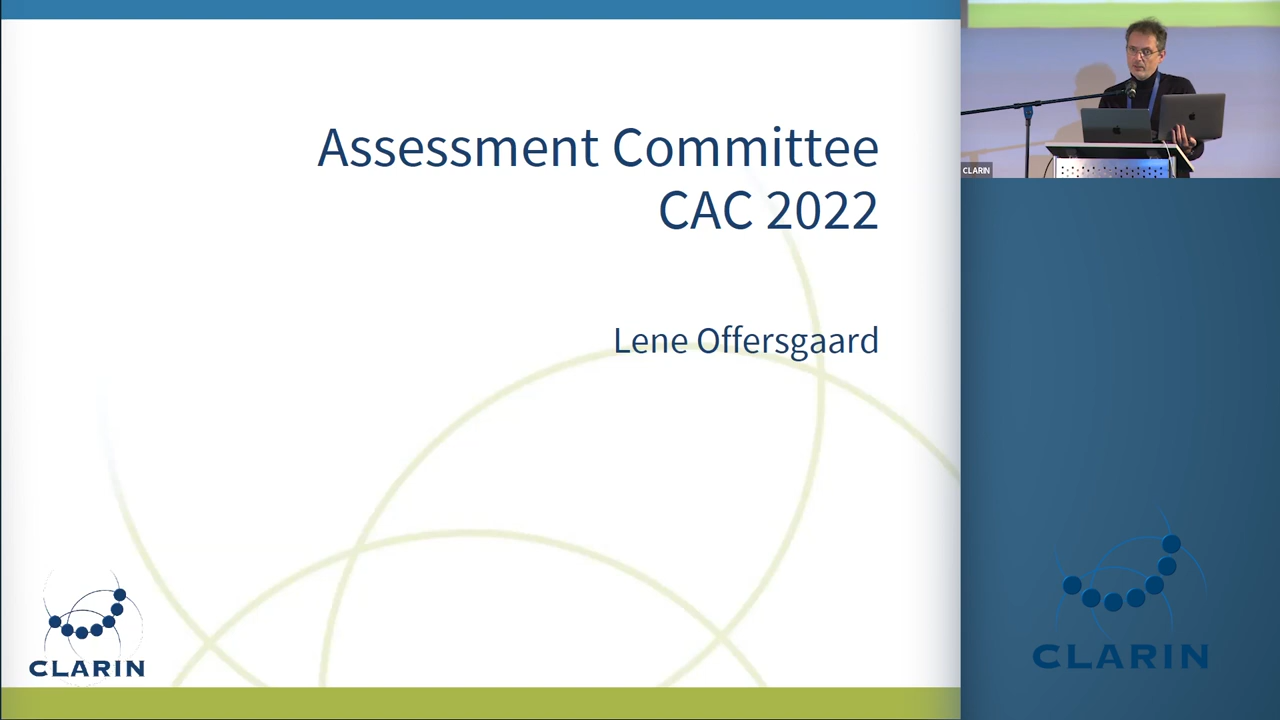 Assessment Committee
CAC 2022
Lene Offersgaard
CLARIN
CLARIN
CLARIN